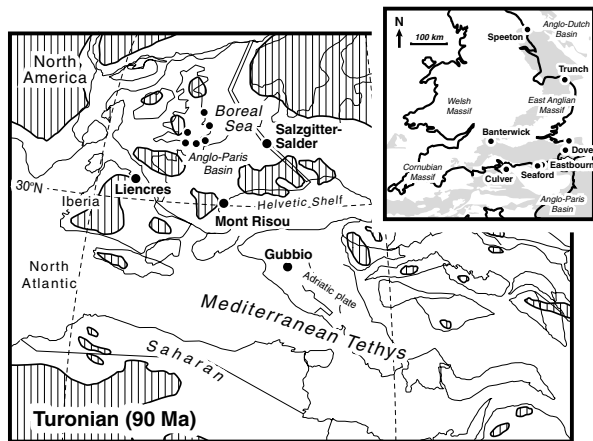 North
America
Boreal
Sea
Salzgitter-
Salder
Anglo-Paris
Basin
30°N
Liencres
Helvetic Shelf
Iberia
Mont Risou
Gubbio
North
Atlantic
Adriatic plate
Mediterranean Tethys
Saharan
Turonian (90 Ma)
N
100 km
Speeton
Anglo-Dutch
Basin
Trunch
Welsh
Massif
East Anglian
Massif
Banterwick
Dove
Eastbourn
Cornubian
Massif
Seaford
Culver
Anglo-Paris
Basin